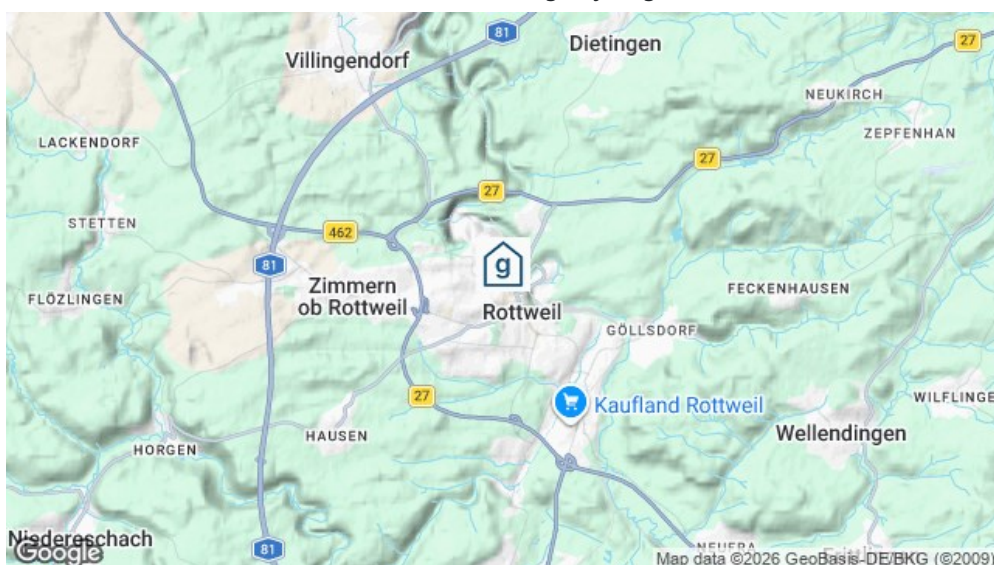 81
Dietingen
27
Villingendorf
NEUKIRCH
LACKENDORF
ZEPFENHAN
27
27
STETTEN
462
81
g
Zimmern
ob Rottweil
FLÖZLINGEN
Rottweil
FECKENHAUSEN
GÖLLSDORF
27
Kaufland Rottweil
WILFLINGE
HAUSEN
Wellendingen
HORGEN
Niedereschach
Google
81
Map data ©2026 GeoBasis-DE/BKG (©2009)